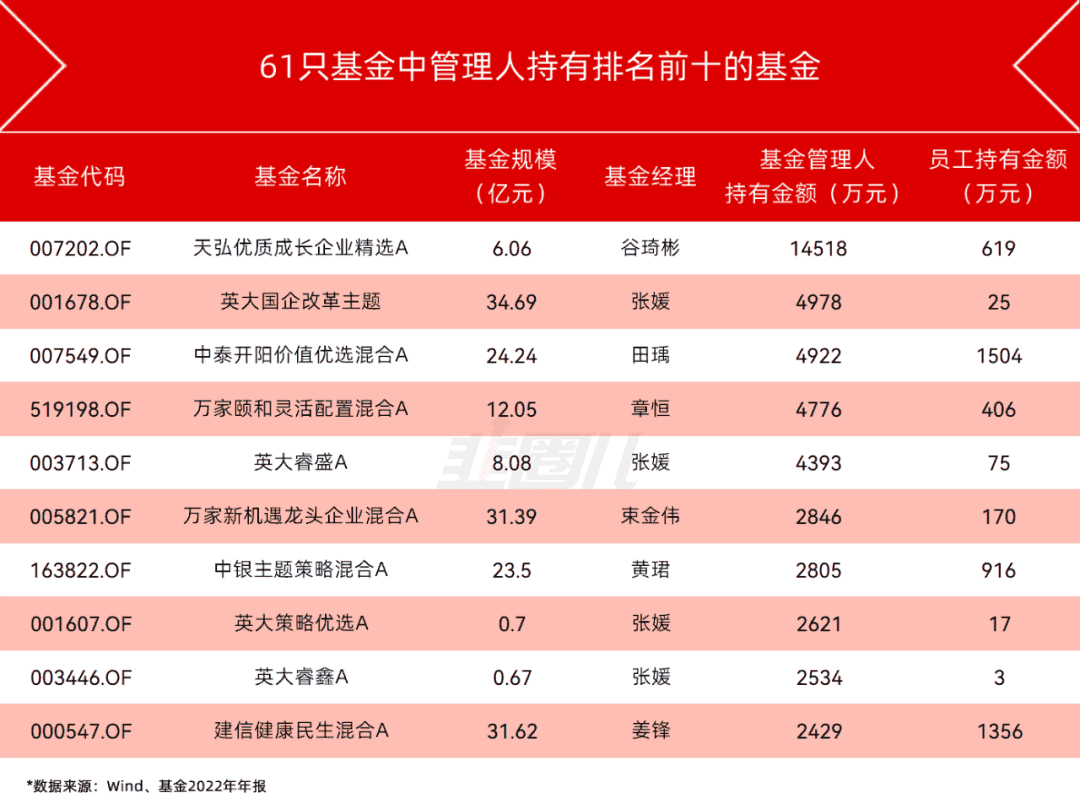 61只基金中管理人持有排名前十的基金
基金代码 基金名称 基金规模（亿元） 基金经理 基金管理人持有金额（万元） 员工持有金额（万元）
007202.OF 天弘优质成长企业精选A 6.06 谷琦彬 14518 619
001678.OF 英大国企改革主题 34.69 张媛 4978 25
007549.OF 中泰开阳价值优选混合A 24.24 田瑀 4922 1504
519198.OF 万家颐和灵活配置混合A 12.05 章恒 4776 406
003713.OF 英大睿盛A 8.08 张媛 4393 75
005821.OF 万家新机遇龙头企业混合A 31.39 束金伟 2846 170
163822.OF 中银主题策略混合A 23.5 黄珺 2805 916
001607.OF 英大策略优选A 0.7 张媛 2621 17
003446.OF 英大睿鑫A 0.67 张媛 2534 3
000547.OF 建信健康民生混合A 31.62 姜锋 2429 1356
韭圈儿
*数据来源：Wind、基金2022年年报